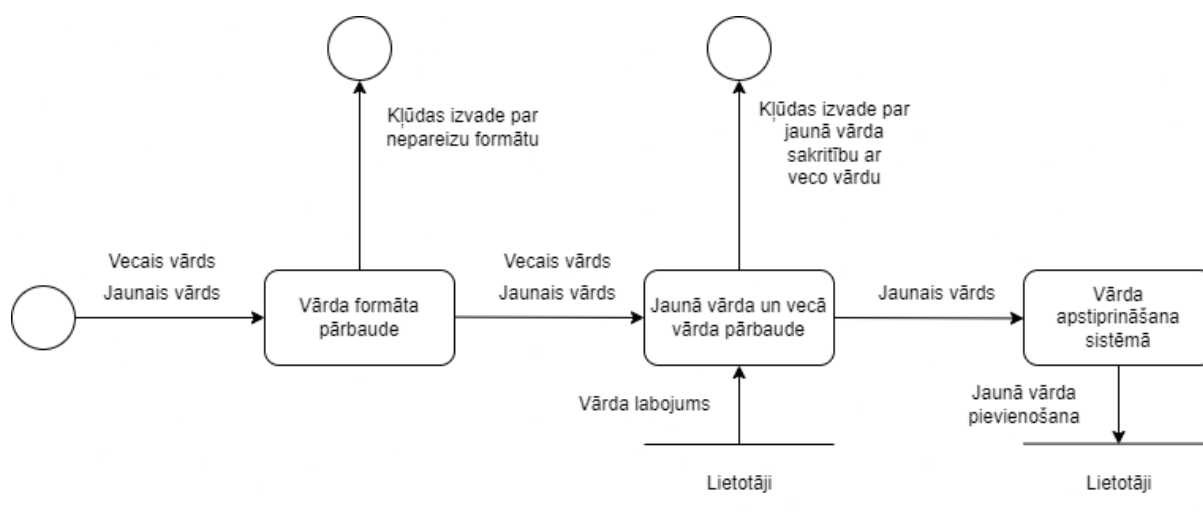 Kļūdas izvade par
nepareizu formātu
Kļūdas izvade par
jaunā vārda
sakritību ar
veco vārdu
Vecais vārds
Jaunais vārds
Vārda formāta
pārbaude
Vecais vārds
Jaunais vārds
Jaunā vārda un vecā
vārda pārbaude
Jaunais vārds
Vārda
apstiprināšana
sistēmā
Vārda labojums
Jaunā vārda
pievienošana
Lietotāji
Lietotāji